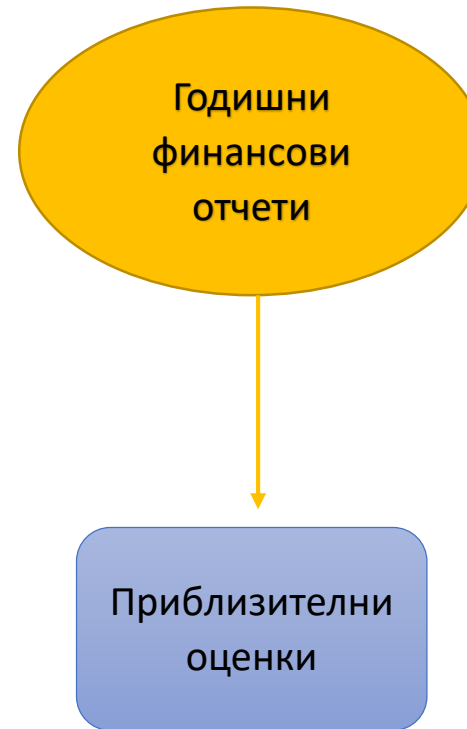 Годишни
финансови
отчети
Приблизителни
оценки